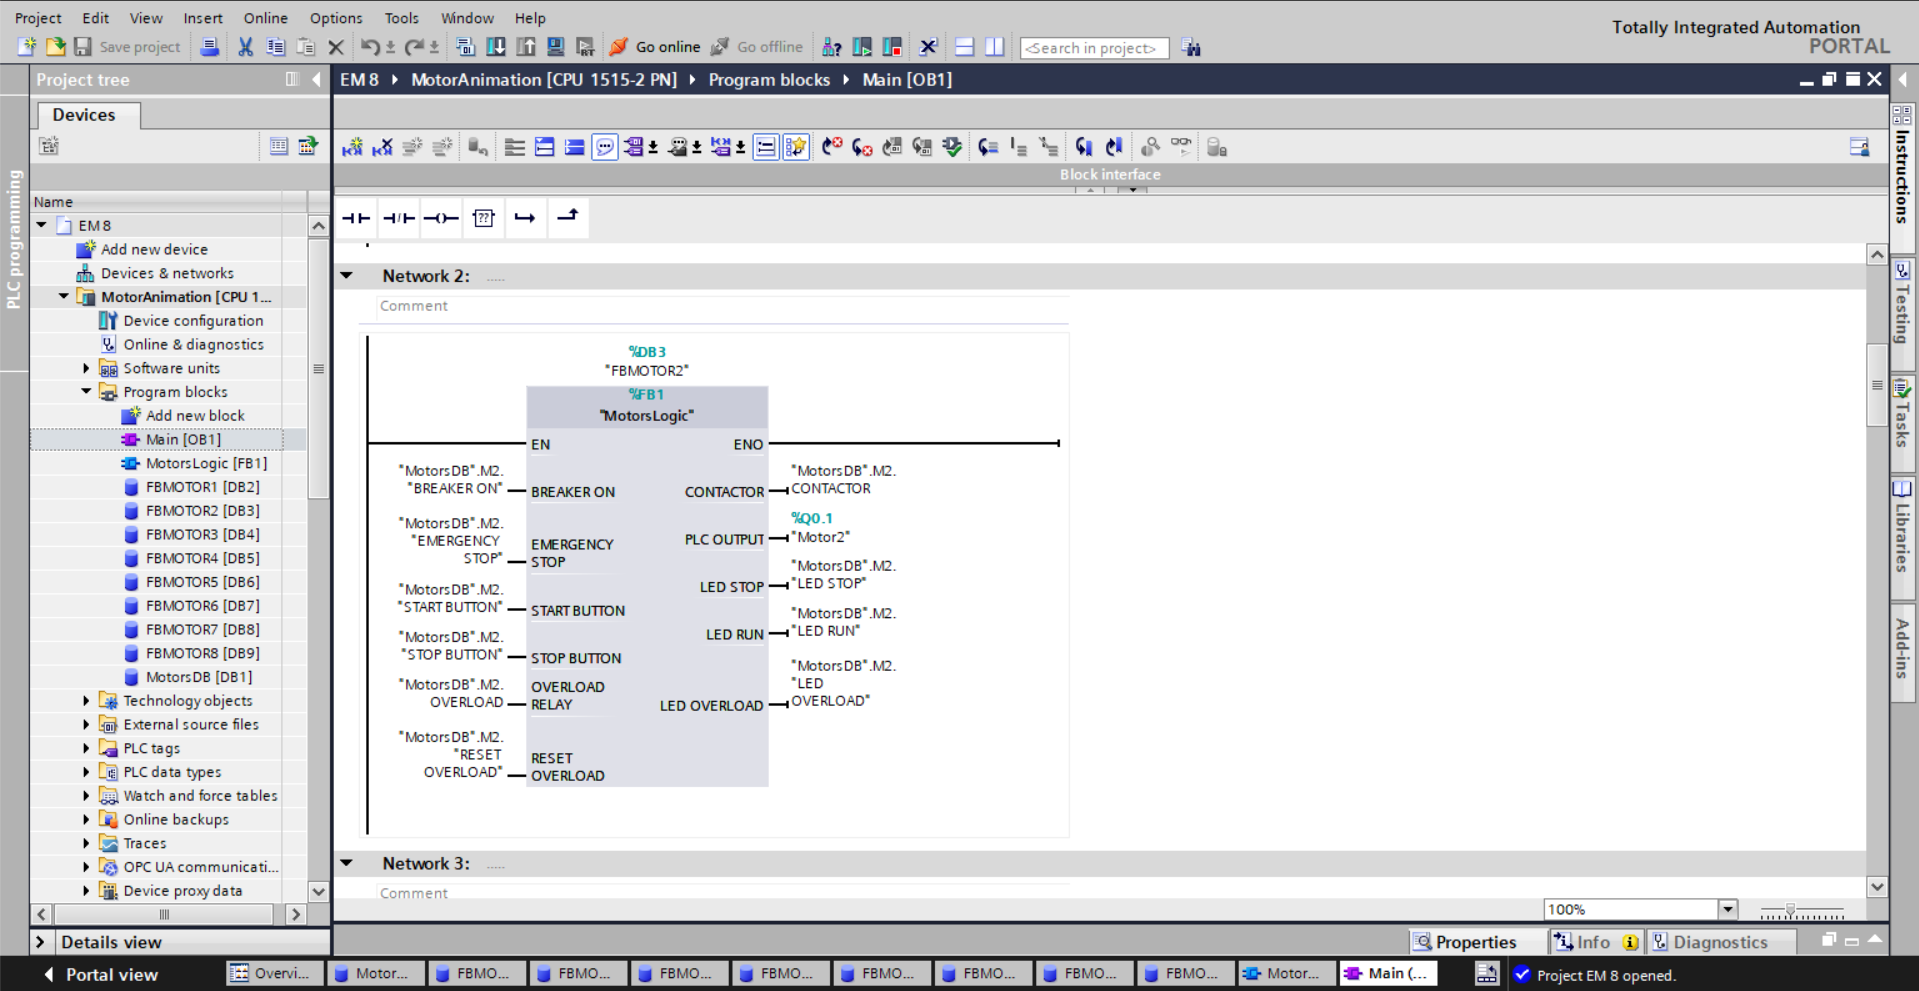 Project Edit View Insert Online Options Tools Window Help
Totally Integrated Automation
PORTAL
Save project
Go online
Go offline
<Search in project>
Project tree
EM 8 MotorAnimation [CPU 1515-2 PN] Program blocks Main [OB1]
Devices
PLC programming
Block interface
Name
EM 8
Add new device
Devices & networks
MotorAnimation [CPU 1...
Device configuration
Online & diagnostics
Software units
Program blocks
Add new block
Main [OB1]
MotorsLogic [FB1]
FBMOTOR1 [DB2]
FBMOTOR2 [DB3]
FBMOTOR3 [DB4]
FBMOTOR4 [DB5]
FBMOTOR5 [DB6]
FBMOTOR6 [DB7]
FBMOTOR7 [DB8]
FBMOTOR8 [DB9]
MotorsDB [DB1]
Technology objects
External source files
PLC tags
PLC data types
Watch and force tables
Online backups
Traces
OPC UA communicati...
Device proxy data
Details view
??
Network 2: .....
Comment
%DB3
"FBMOTOR2"
%FB1
"MotorsLogic"
EN
ENO
"MotorsDB".M2.
"BREAKER ON"
BREAKER ON
"MotorsDB".M2.
"EMERGENCY
STOP"
EMERGENCY
STOP
"MotorsDB".M2.
"START BUTTON"
START BUTTON
"MotorsDB".M2.
"STOP BUTTON"
STOP BUTTON
"MotorsDB".M2.
OVERLOAD
OVERLOAD
RELAY
"MotorsDB".M2.
"RESET
OVERLOAD"
RESET
OVERLOAD
CONTACTOR
"MotorsDB".M2.
CONTACTOR
PLC OUTPUT
%Q0.1
"Motor2"
LED STOP
"MotorsDB".M2.
"LED STOP"
LED RUN
"MotorsDB".M2.
"LED RUN"
LED OVERLOAD
"MotorsDB".M2.
"LED
OVERLOAD"
Network 3: .....
Comment
100%
Properties
Info
Diagnostics
Instructions
Testing
Tasks
Libraries
Add-ins
Portal view
Overvi...
Motor...
FBMO...
FBMO...
FBMO...
FBMO...
FBMO...
FBMO...
FBMO...
FBMO...
Motor...
Main (...
Project EM 8 opened.